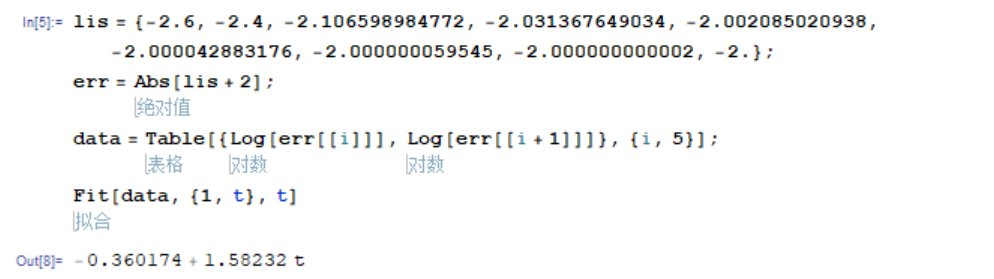 In[5]:= lis = {-2.6, -2.4, -2.106598984772, -2.031367649034, -2.002085020938,
-2.000042883176, -2.000000059545, -2.000000000002, -2.};
err = Abs[lis + 2];
绝对值
data = Table[{Log[err[[i]]], Log[err[[i + 1]]]}, {i, 5}];
表格 对数 对数
Fit[data, {1, t}, t]
拟合
Out[8]= -0.360174 + 1.58232 t